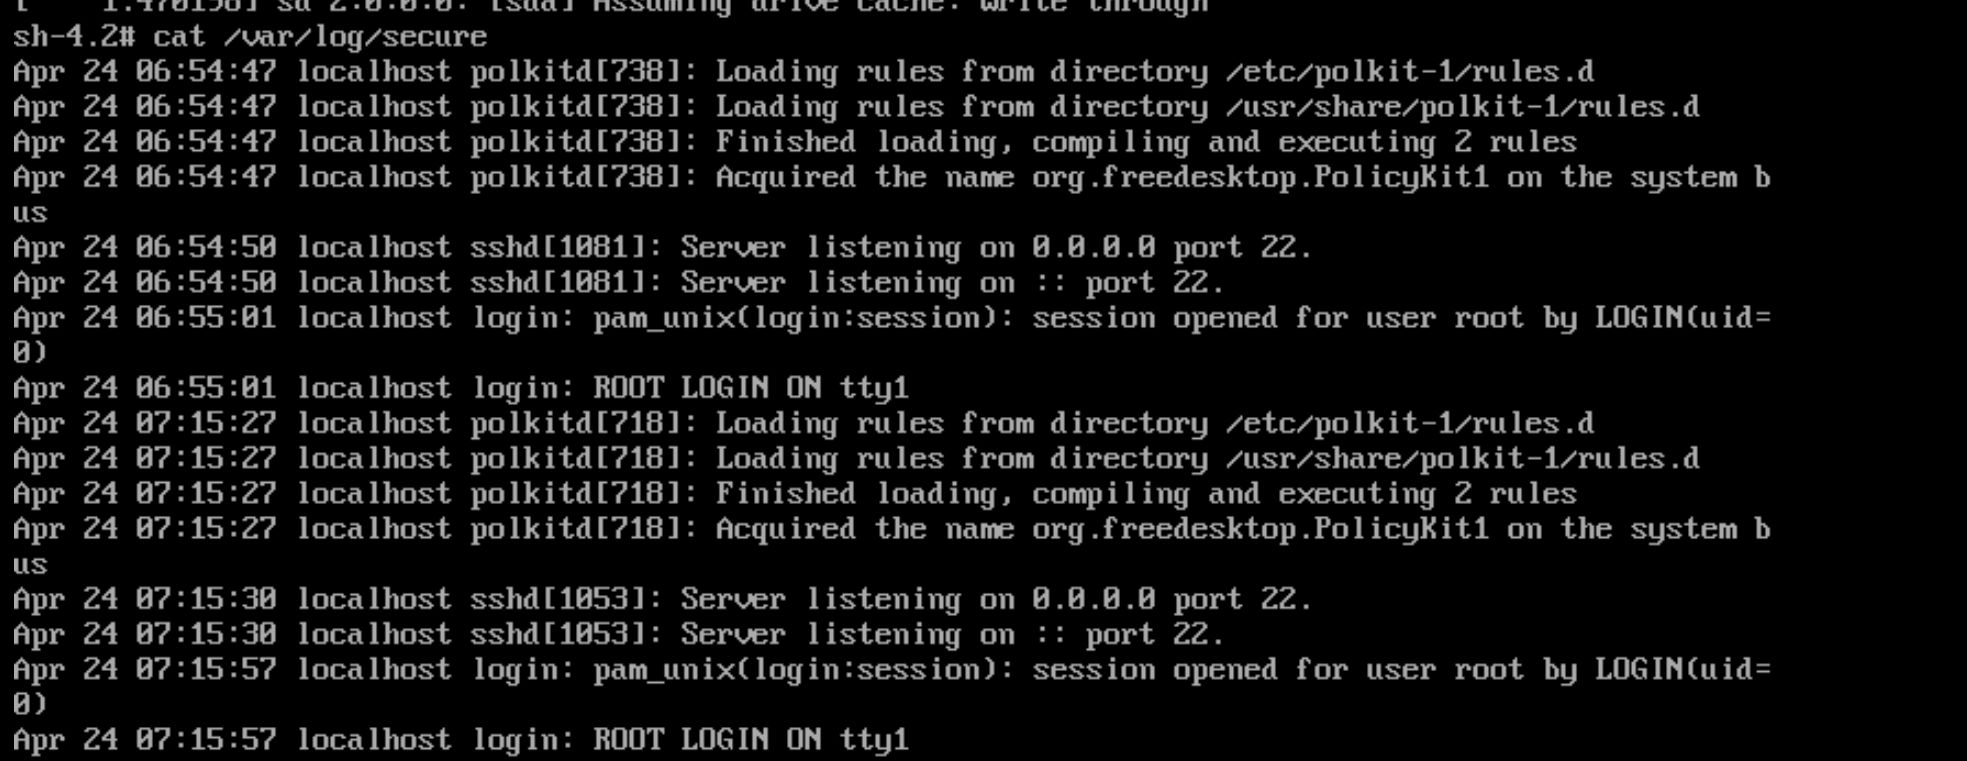 [    1.470198] sd 2:0:0:0: [sda] Assuming drive cache: write through
sh-4.2# cat /var/log/secure
Apr 24 06:54:47 localhost polkitd[738]: Loading rules from directory /etc/polkit-1/rules.d
Apr 24 06:54:47 localhost polkitd[738]: Loading rules from directory /usr/share/polkit-1/rules.d
Apr 24 06:54:47 localhost polkitd[738]: Finished loading, compiling and executing 2 rules
Apr 24 06:54:47 localhost polkitd[738]: Acquired the name org.freedesktop.PolicyKit1 on the system b
us
Apr 24 06:54:50 localhost sshd[1081]: Server listening on 0.0.0.0 port 22.
Apr 24 06:54:50 localhost sshd[1081]: Server listening on :: port 22.
Apr 24 06:55:01 localhost login: pam_unix(login:session): session opened for user root by LOGIN(uid=
0)
Apr 24 06:55:01 localhost login: ROOT LOGIN ON tty1
Apr 24 07:15:27 localhost polkitd[718]: Loading rules from directory /etc/polkit-1/rules.d
Apr 24 07:15:27 localhost polkitd[718]: Loading rules from directory /usr/share/polkit-1/rules.d
Apr 24 07:15:27 localhost polkitd[718]: Finished loading, compiling and executing 2 rules
Apr 24 07:15:27 localhost polkitd[718]: Acquired the name org.freedesktop.PolicyKit1 on the system b
us
Apr 24 07:15:30 localhost sshd[1053]: Server listening on 0.0.0.0 port 22.
Apr 24 07:15:30 localhost sshd[1053]: Server listening on :: port 22.
Apr 24 07:15:57 localhost login: pam_unix(login:session): session opened for user root by LOGIN(uid=
0)
Apr 24 07:15:57 localhost login: ROOT LOGIN ON tty1